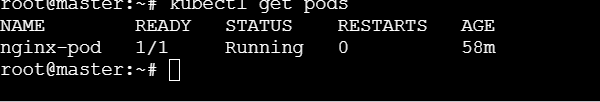 root@master:~# kubectl get pods
NAME READY STATUS RESTARTS AGE
nginx-pod 1/1 Running 0 58m
root@master:~#